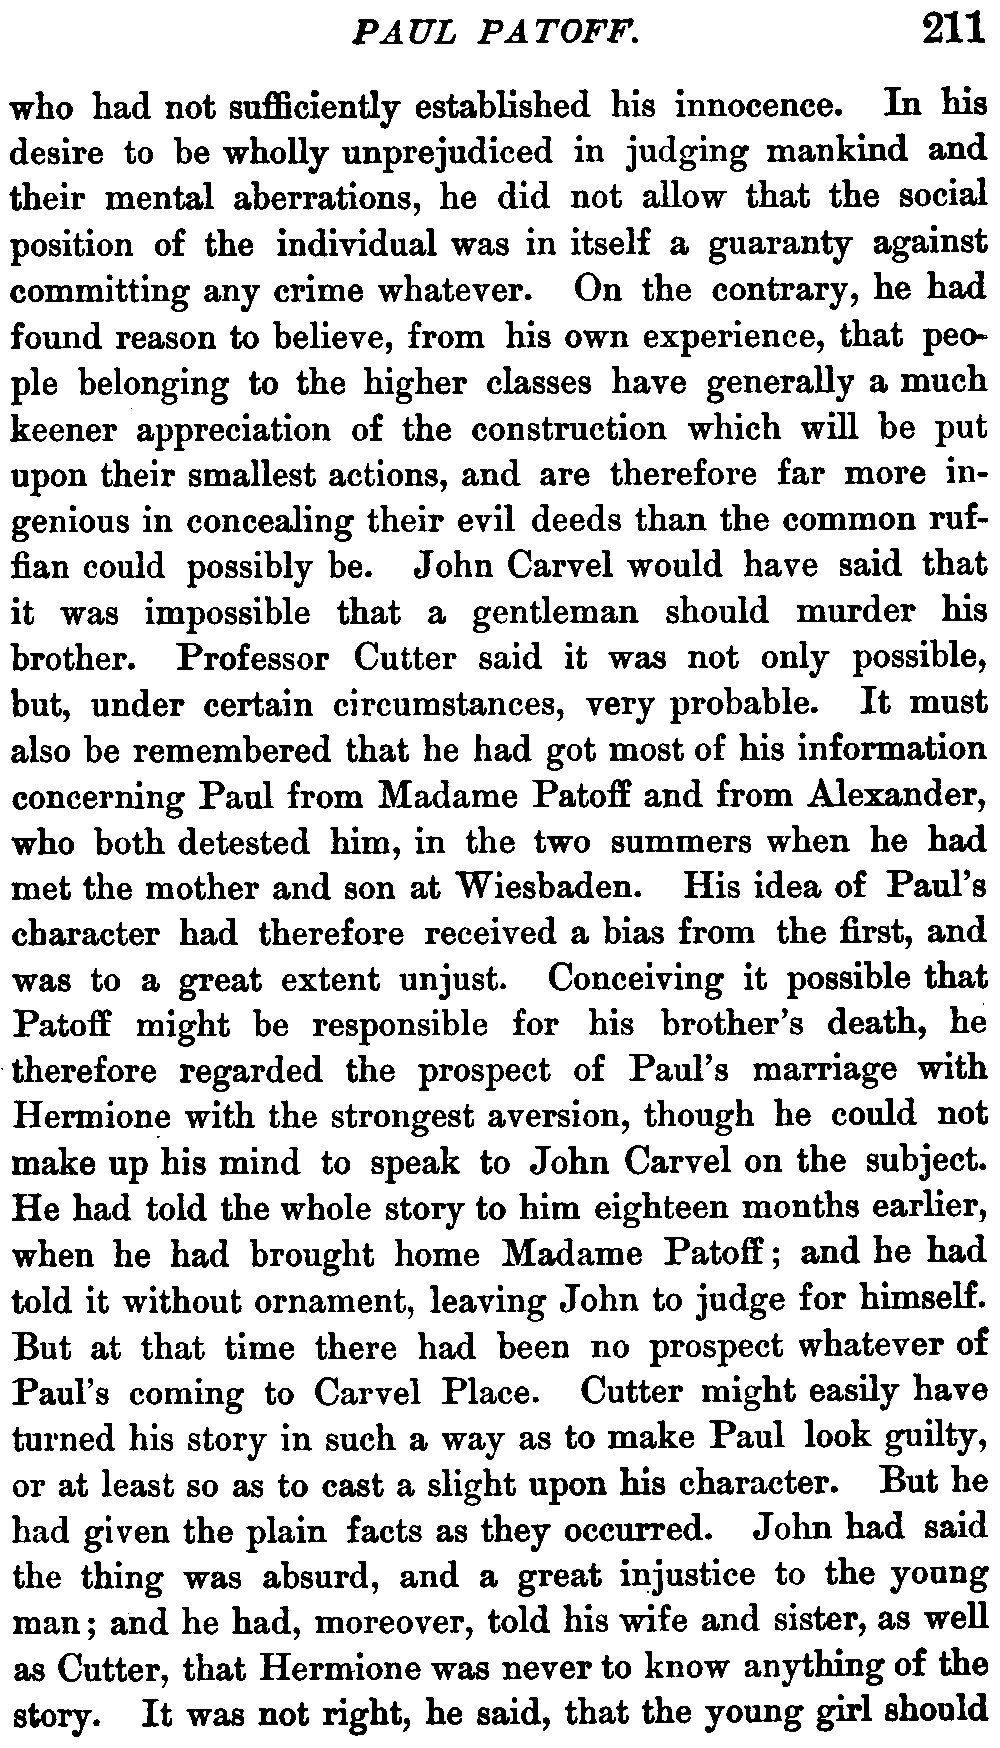 PAUL PATOFF. 211
who had not sufficiently established his innocence. In his
desire to be wholly unprejudiced in judging mankind and
their mental aberrations, he did not allow that the social
position of the individual was in itself a guaranty against
committing any crime whatever. On the contrary, he had
found reason to believe, from his own experience, that peo-
ple belonging to the higher classes have generally a much
keener appreciation of the construction which will be put
upon their smallest actions, and are therefore far more in-
genious in concealing their evil deeds than the common ruf-
fian could possibly be. John Carvel would have said that
it was impossible that a gentleman should murder his
brother. Professor Cutter said it was not only possible,
but, under certain circumstances, very probable. It must
also be remembered that he had got most of his information
concerning Paul from Madame Patoff and from Alexander,
who both detested him, in the two summers when he had
met the mother and son at Wiesbaden. His idea of Paul's
character had therefore received a bias from the first, and
was to a great extent unjust. Conceiving it possible that
Patoff might be responsible for his brother's death, he
therefore regarded the prospect of Paul's marriage with
Hermione with the strongest aversion, though he could not
make up his mind to speak to John Carvel on the subject.
He had told the whole story to him eighteen months earlier,
when he had brought home Madame Patoff; and he had
told it without ornament, leaving John to judge for himself.
But at that time there had been no prospect whatever of
Paul's coming to Carvel Place. Cutter might easily have
turned his story in such a way as to make Paul look guilty,
or at least so as to cast a slight upon his character. But he
had given the plain facts as they occurred. John had said
the thing was absurd, and a great injustice to the young
man; and he had, moreover, told his wife and sister, as well
as Cutter, that Hermione was never to know anything of the
story. It was not right, he said, that the young girl should